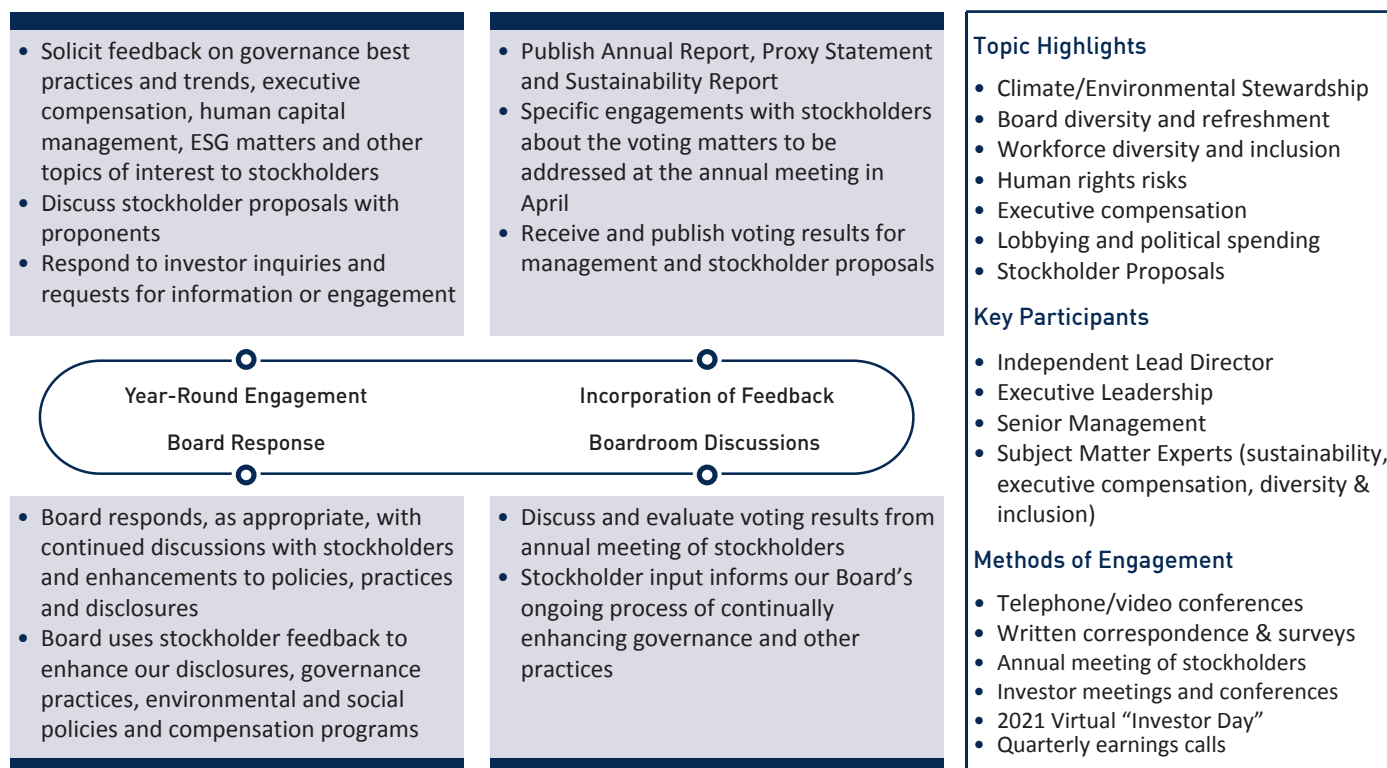 • Solicit feedback on governance best
practices and trends, executive
compensation, human capital
management, ESG matters and other
topics of interest to stockholders
• Discuss stockholder proposals with
proponents
• Respond to investor inquiries and
requests for information or engagement
• Publish Annual Report, Proxy Statement
and Sustainability Report
• Specific engagements with stockholders
about the voting matters to be
addressed at the annual meeting in
April
• Receive and publish voting results for
management and stockholder proposals
Year-Round Engagement
Incorporation of Feedback
Board Response
Boardroom Discussions
• Board responds, as appropriate, with
continued discussions with stockholders
and enhancements to policies, practices
and disclosures
• Board uses stockholder feedback to
enhance our disclosures, governance
practices, environmental and social
policies and compensation programs
• Discuss and evaluate voting results from
annual meeting of stockholders
• Stockholder input informs our Board’s
ongoing process of continually
enhancing governance and other
practices
Topic Highlights
• Climate/Environmental Stewardship
• Board diversity and refreshment
• Workforce diversity and inclusion
• Human rights risks
• Executive compensation
• Lobbying and political spending
• Stockholder Proposals
Key Participants
• Independent Lead Director
• Executive Leadership
• Senior Management
• Subject Matter Experts (sustainability,
executive compensation, diversity &
inclusion)
Methods of Engagement
• Telephone/video conferences
• Written correspondence & surveys
• Annual meeting of stockholders
• Investor meetings and conferences
• 2021 Virtual “Investor Day”
• Quarterly earnings calls